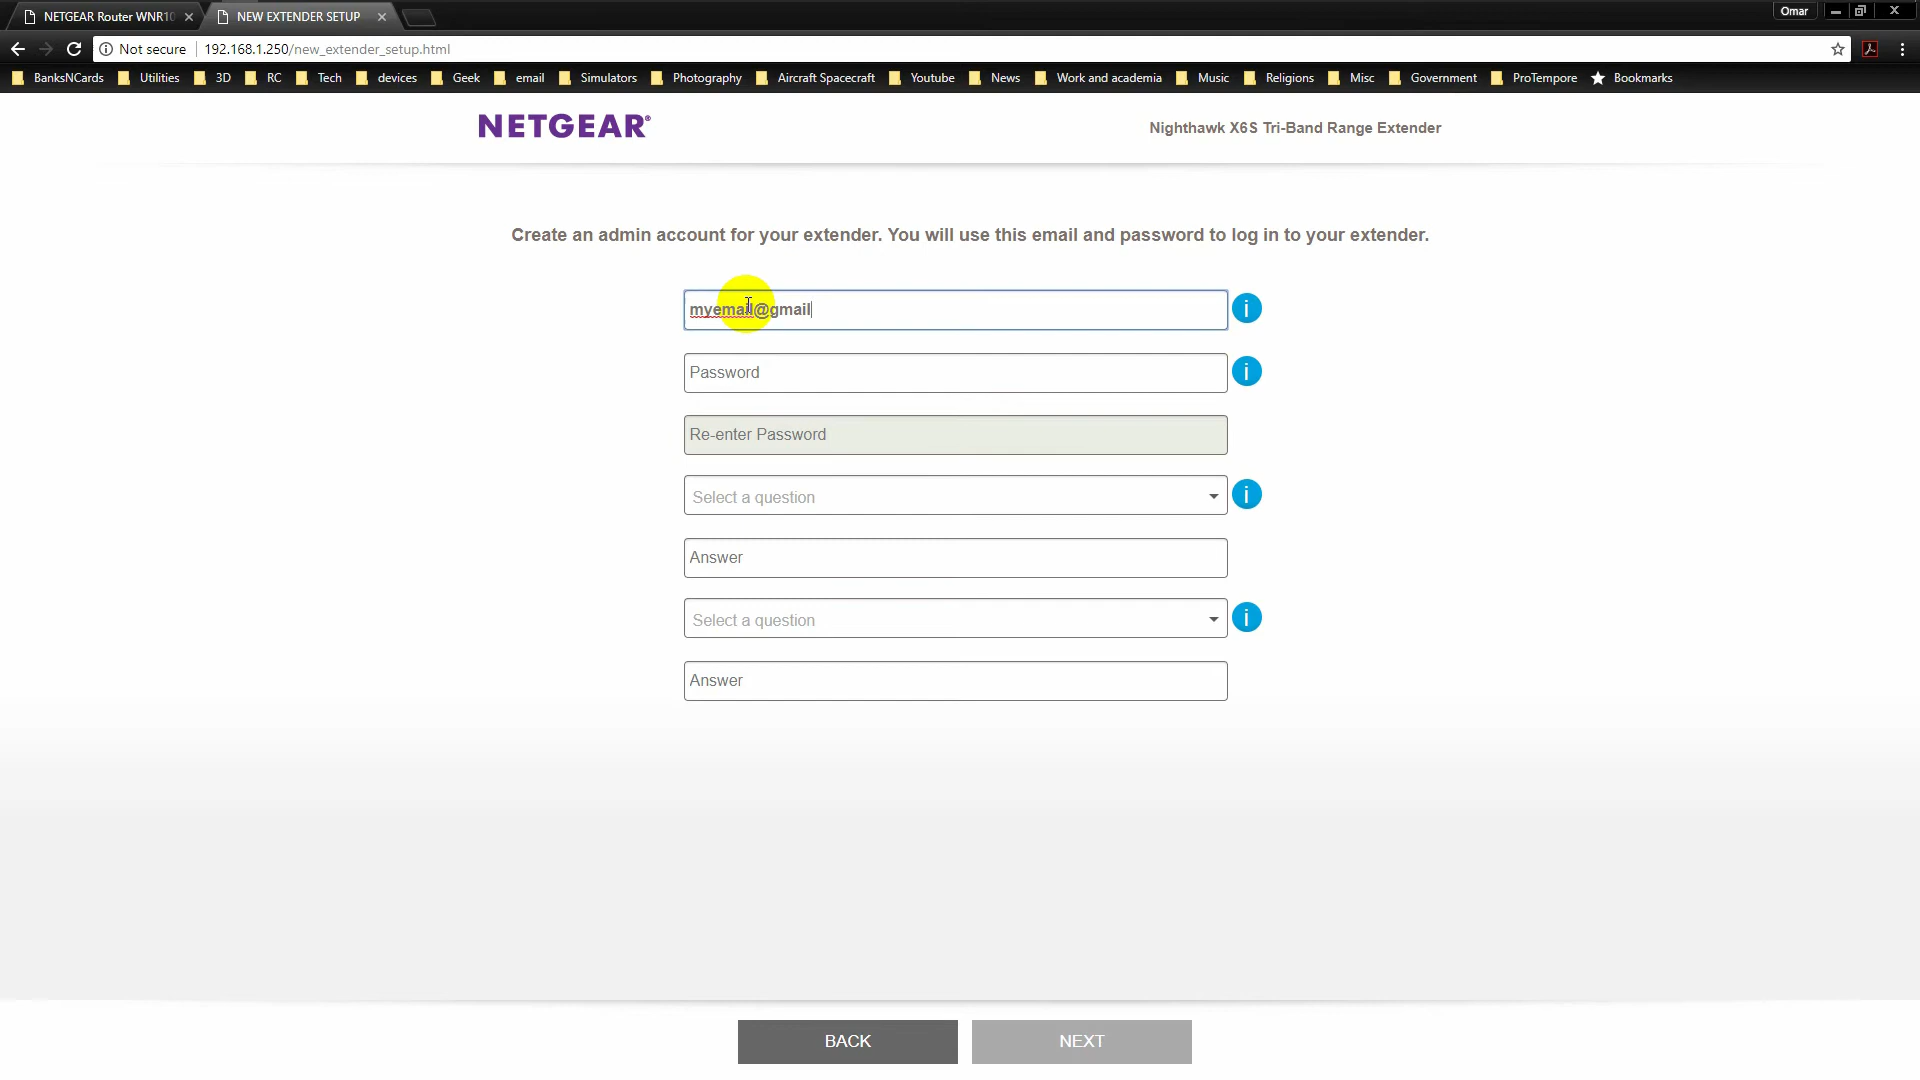 NETGEAR Router WNR10
NEW EXTENDER SETUP
Omar
Not secure
192.168.1.250/new_extender_setup.html
BanksNCards
Utilities
3D
RC
Tech
devices
Geek
email
Simulators
Photography
Aircraft Spacecraft
Youtube
News
Work and academia
Music
Religions
Misc
Government
ProTempore
Bookmarks
NETGEAR®
Nighthawk X6S Tri-Band Range Extender
Create an admin account for your extender. You will use this email and password to log in to your extender.
myemail@gmail
i
Password
i
Re-enter Password
Select a question
i
Answer
Select a question
i
Answer
BACK
NEXT